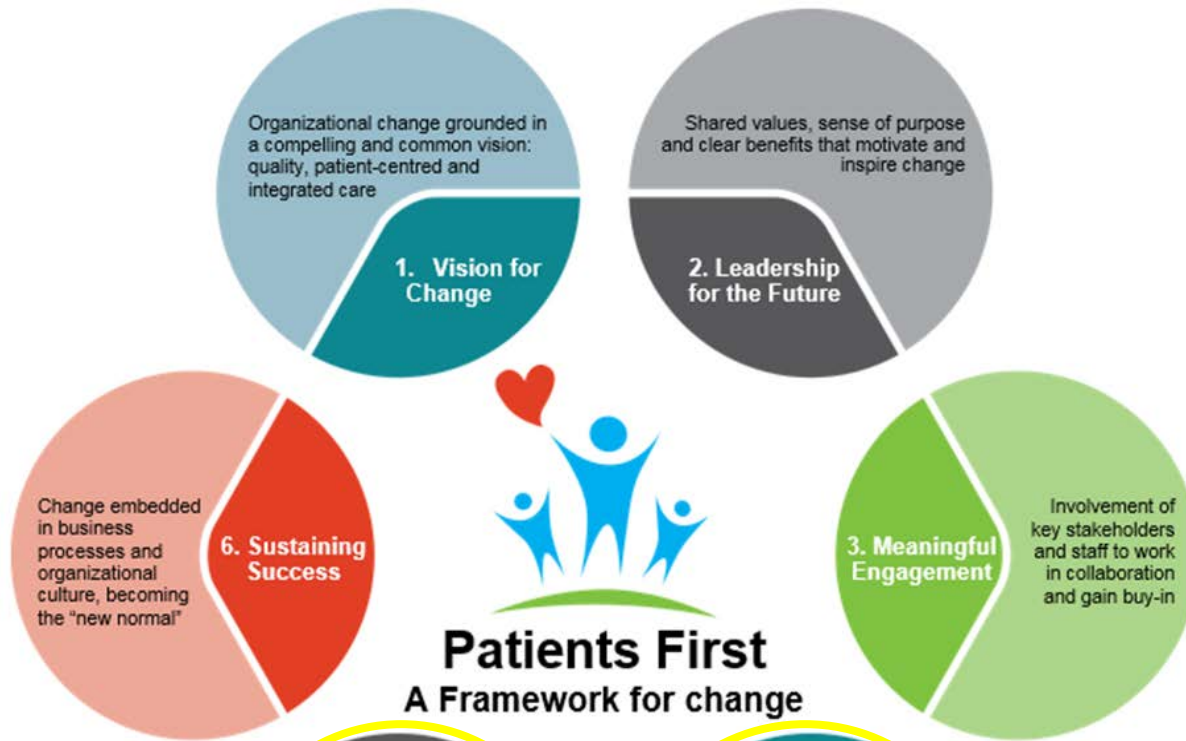 Organizational change grounded in
a compelling and common vision:
quality, patient-centred and
integrated care
1. Vision for
Change
Shared values, sense of purpose
and clear benefits that motivate and
inspire change
2. Leadership
for the Future
Involvement of
key stakeholders
and staff to work
in collaboration
and gain buy-in
3. Meaningful
Engagement
Change embedded
in business
processes and
organizational
culture, becoming
the “new normal”
6. Sustaining
Success
Patients First
A Framework for change